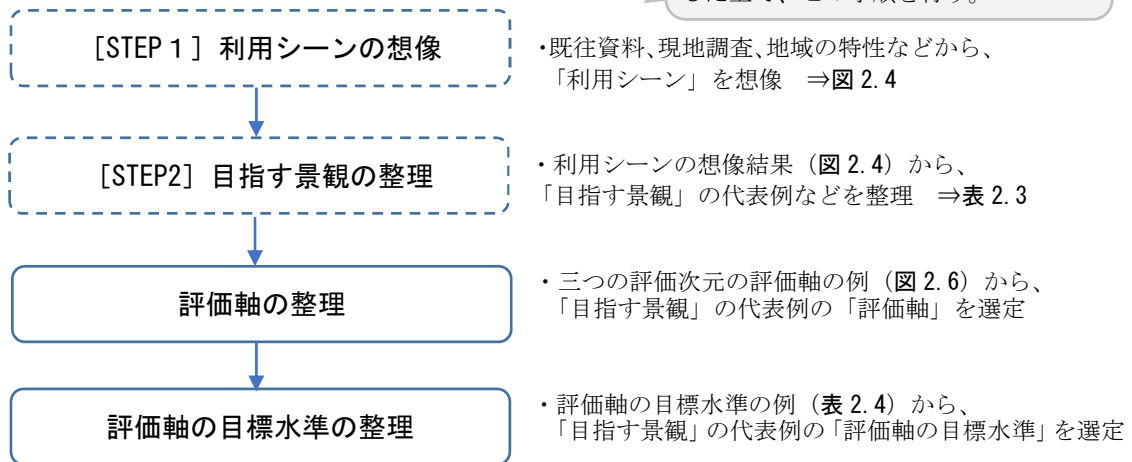 した上で、この手順を行う。
［STEP１］利用シーンの想像
・既往資料、現地調査、地域の特性などから、
「利用シーン」を想像　⇒図 2.4
［STEP2］目指す景観の整理
・利用シーンの想像結果（図 2.4）から、
「目指す景観」の代表例などを整理　⇒表 2.3
評価軸の整理
・三つの評価次元の評価軸の例（図 2.6）から、
「目指す景観」の代表例の「評価軸」を選定
評価軸の目標水準の整理
・評価軸の目標水準の例（表 2.4）から、
「目指す景観」の代表例の「評価軸の目標水準」を選定